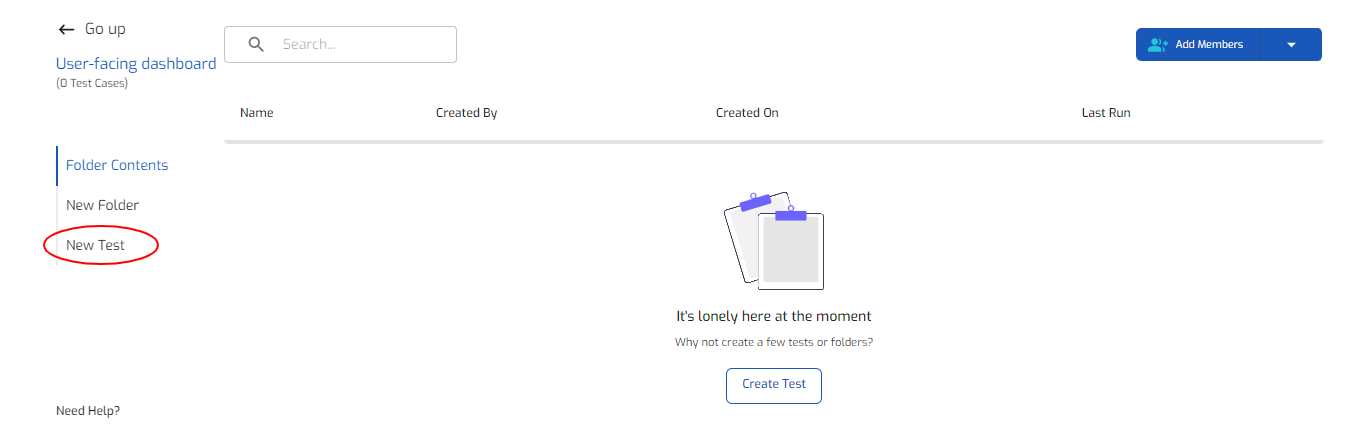 Go up
Search...
Add Members
User-facing dashboard
(0 Test Cases)
Name Created By Created On Last Run
Folder Contents
New Folder
New Test
It's lonely here at the moment
Why not create a few tests or folders?
Create Test
Need Help?